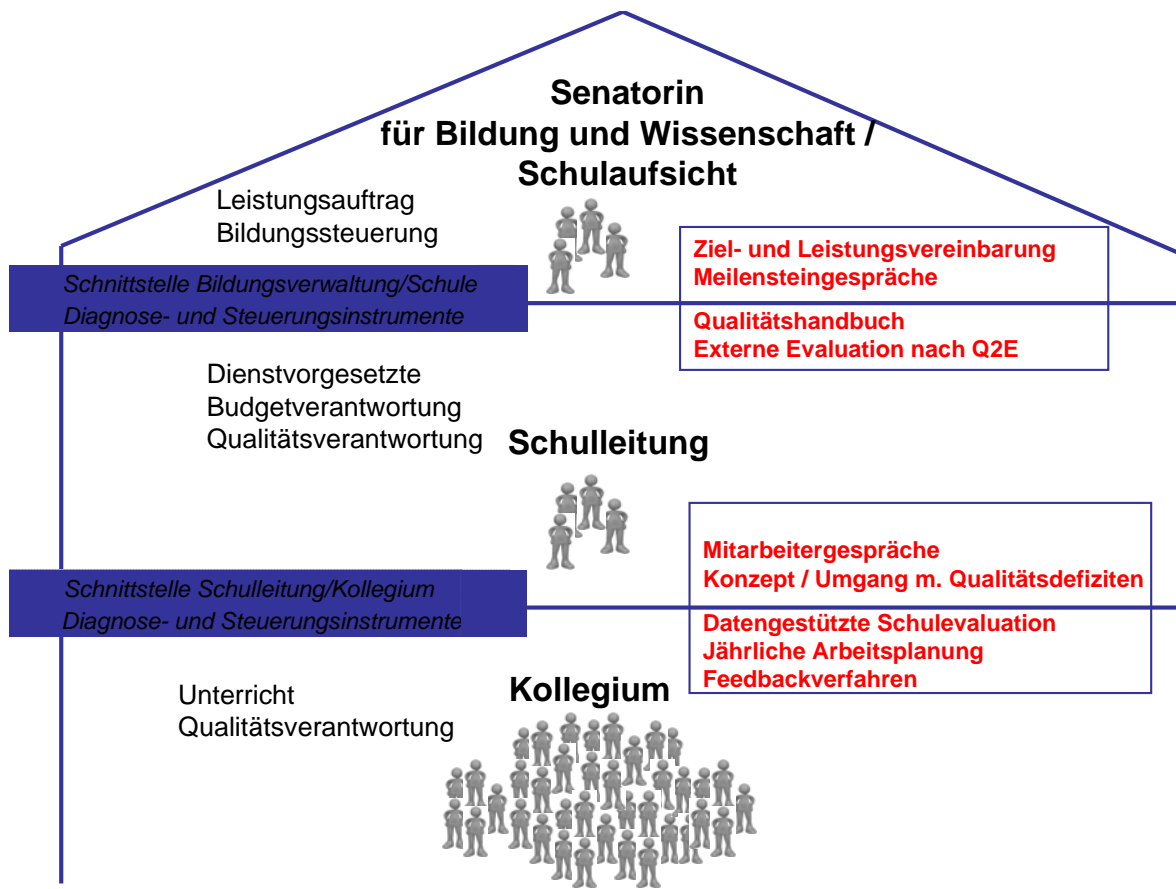 Senatorin
für Bildung und Wissenschaft /
Schulaufsicht
Leistungsauftrag
Bildungssteuerung
Ziel- und Leistungsvereinbarung
Meilensteingespräche
Schnittstelle Bildungsverwaltung/Schule
Diagnose- und Steuerungsinstrumente
Qualitätshandbuch
Externe Evaluation nach Q2E
Dienstvorgesetzte
Budgetverantwortung
Qualitätsverantwortung
Schulleitung
Mitarbeitergespräche
Konzept / Umgang m. Qualitätsdefiziten
Schnittstelle Schulleitung/Kollegium
Diagnose- und Steuerungsinstrumente
Datengestützte Schulevaluation
Jährliche Arbeitsplanung
Feedbackverfahren
Unterricht
Qualitätsverantwortung
Kollegium